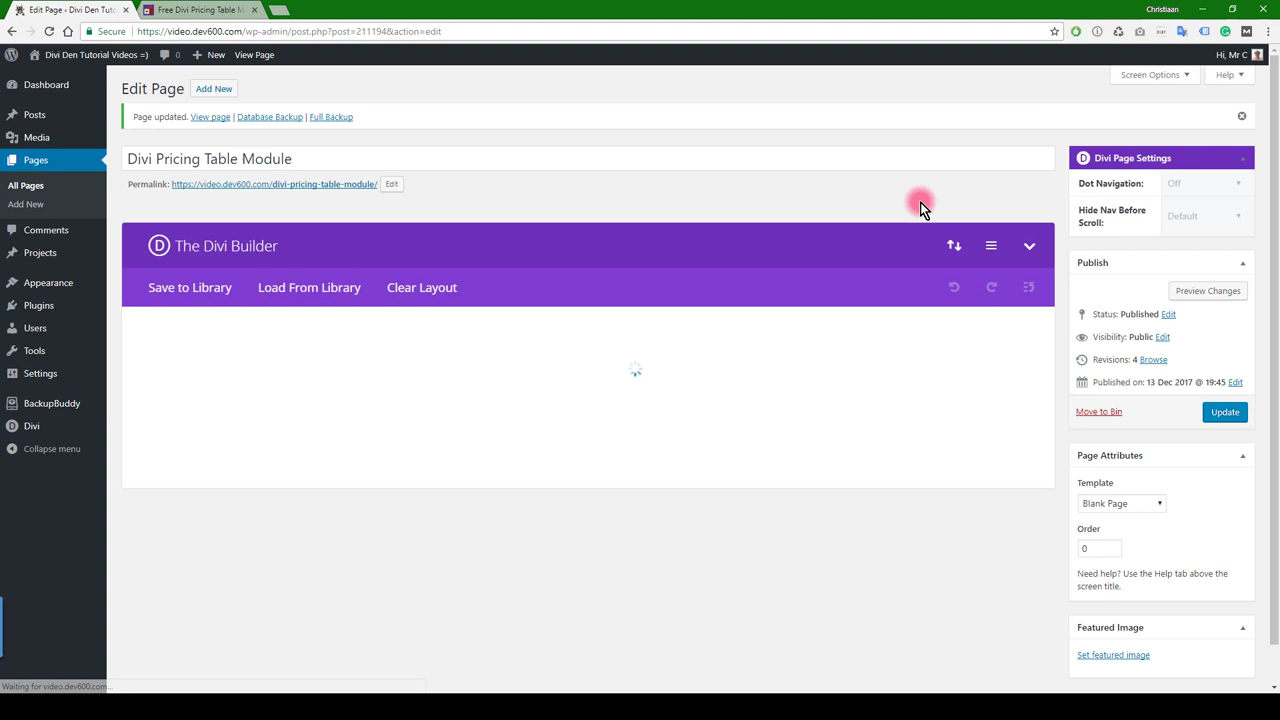 Edit Page ‹ Divi Den Tuto
Free Divi Pricing Table M
Christiaan
Secure
https://video.dev600.com/wp-admin/post.php?post=211194&action=edit
Divi Den Tutorial Videos =)
0
New
View Page
Hi, Mr C
Dashboard
Posts
Media
Pages
All Pages
Add New
Comments
Projects
Appearance
Plugins
Users
Tools
Settings
BackupBuddy
Divi
Collapse menu
Edit Page
Add New
Screen Options
Help
Page updated. View page | Database Backup | Full Backup
Divi Pricing Table Module
Permalink: https://video.dev600.com/divi-pricing-table-module/ Edit
The Divi Builder
Save to Library
Load From Library
Clear Layout
Divi Page Settings
Dot Navigation:
Off
Hide Nav Before
Scroll:
Default
Publish
Preview Changes
Status: Published Edit
Visibility: Public Edit
Revisions: 4 Browse
Published on: 13 Dec 2017 @ 19:45 Edit
Move to Bin
Update
Page Attributes
Template
Blank Page
Order
0
Need help? Use the Help tab above the
screen title.
Featured Image
Set featured image
Waiting for video.dev600.com...